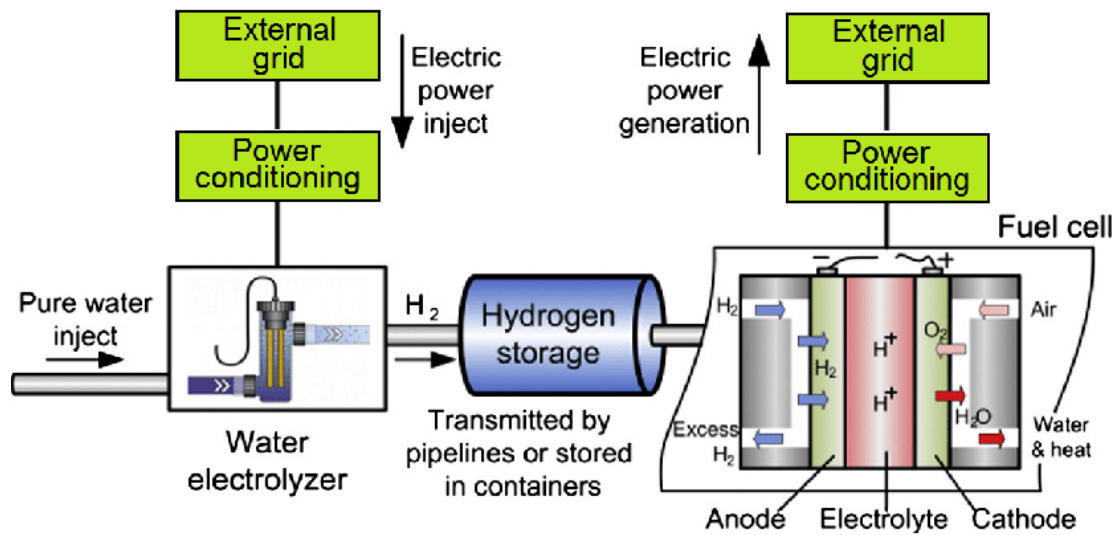 External
grid
Electric
power
inject
Power
conditioning
Electric
power
generation
External
grid
Power
conditioning
Fuel cell
Pure water
inject
H2
Hydrogen
storage
Water
electrolyzer
Transmitted by
pipelines or stored
in containers
− +
H2
Air
O2
H+
H2
H+
H2O
Excess
H2
Water
& heat
Anode
Electrolyte
Cathode